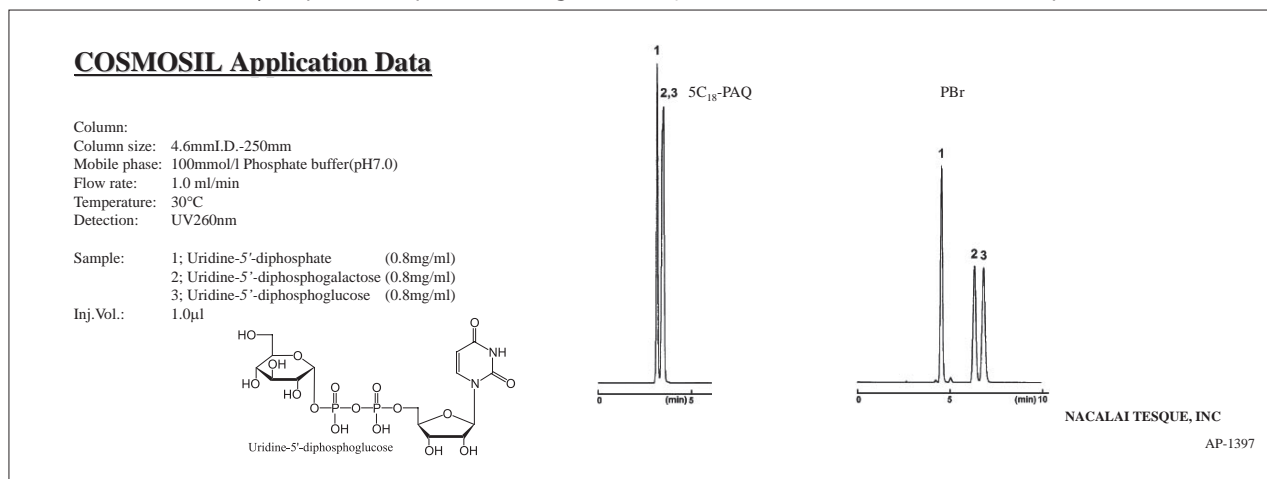 COSMOSIL Application Data
Column:
Column size: 4.6mmI.D.-250mm
Mobile phase: 100mmol/l Phosphate buffer(pH7.0)
Flow rate: 1.0 ml/min
Temperature: 30°C
Detection: UV260nm
Sample: 1; Uridine-5'-diphosphate (0.8mg/ml)
2; Uridine-5’-diphosphogalactose (0.8mg/ml)
3; Uridine-5’-diphosphoglucose (0.8mg/ml)
Inj.Vol.: 1.0μl
HO
O
OH
HO
HO
HO
O
P
O
OH
O
P
O
OH
O
O
OH
OH
N
O
NH
O
Uridine-5'-diphosphoglucose
1
2,3
5C18-PAQ
0 (min) 5
PBr
1
2 3
0 5 (min) 10
NACALAI TESQUE, INC
AP-1397